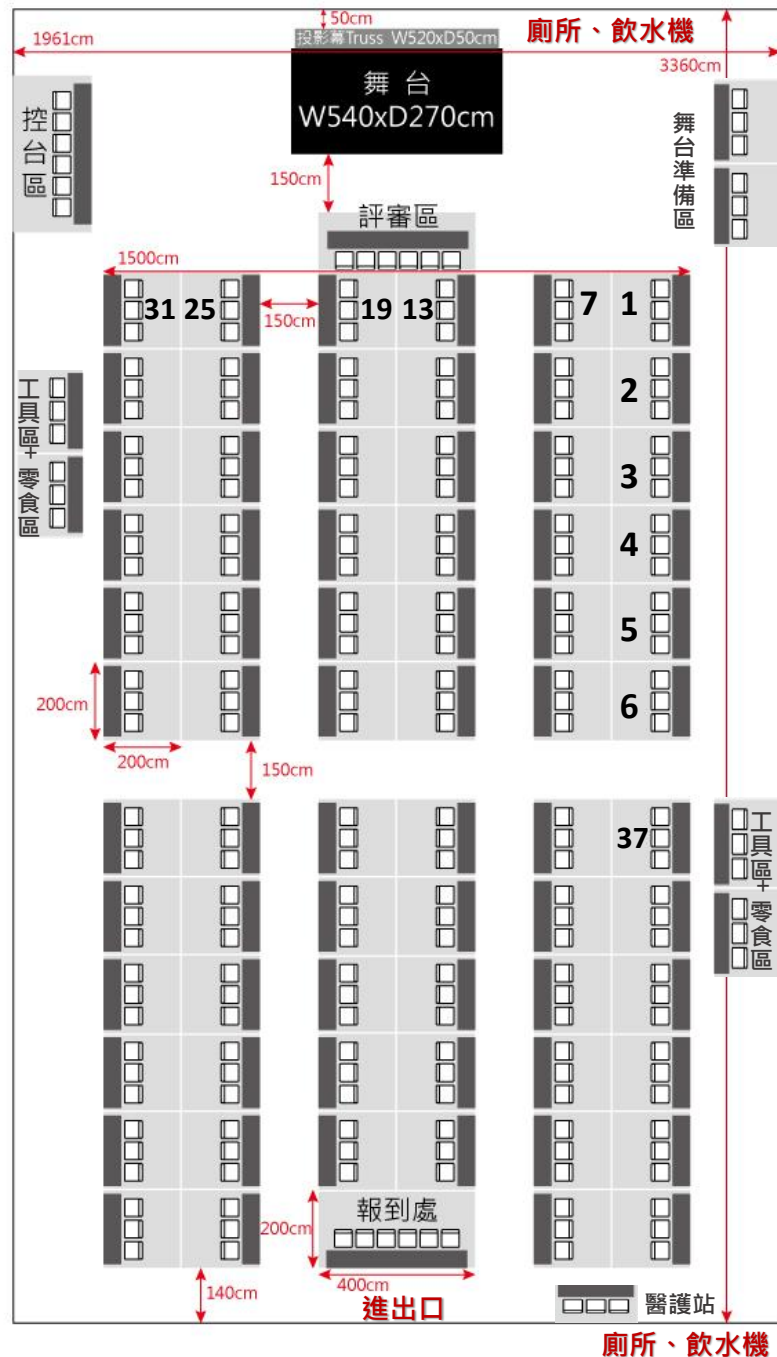 50cm
廁所、飲水機
1961cm
投影幕Truss W520xD50cm
3360cm
舞台
W540xD270cm
控台區
舞台準備區
150cm
評審區
1500cm
31 25
150cm
19 13
7 1
2
工具區+零食區
3
4
5
6
200cm
200cm
150cm
37
工具區+零食區
報到處
200cm
400cm
140cm
進出口
醫護站
廁所、飲水機